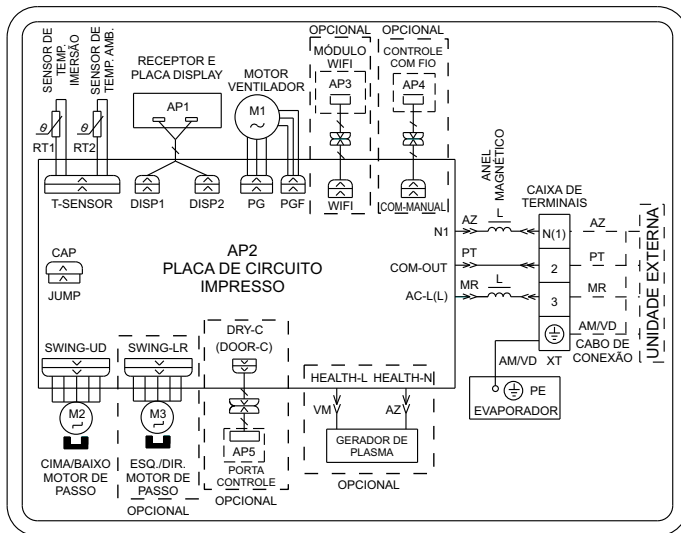 SENSOR DE
TEMP.
IMERSÃO
SENSOR DE
TEMP. AMB.
RECEPTOR E
PLACA DISPLAY
MOTOR
VENTILADOR
OPCIONAL
MÓDULO
WIFI
OPCIONAL
CONTROLE
COM FIO
AP1
M1
~
AP3
AP4
θ
θ
RT1
RT2
T-SENSOR
DISP1
DISP2
PG
PGF
WIFI
COM-MANUAL
ANEL
MAGNÉTICO
CAIXA DE
TERMINAIS
N1
AZ
L
N(1)
AZ
COM-OUT
PT
2
PT
AC-L(L)
MR
L
3
MR
AM/VD
AM/VD
XT
CABO DE
CONEXÃO
UNIDADE EXTERNA
PE
EVAPORADOR
CAP
JUMP
AP2
PLACA DE CIRCUITO
IMPRESSO
SWING-UD
SWING-LR
DRY-C
(DOOR-C)
HEALTH-L
HEALTH-N
VM
AZ
M2
~
M3
~
AP5
GERADOR DE
PLASMA
CIMA/BAIXO
MOTOR DE
PASSO
ESQ./DIR.
MOTOR DE
PASSO
OPCIONAL
PORTA
CONTROLE
OPCIONAL
OPCIONAL